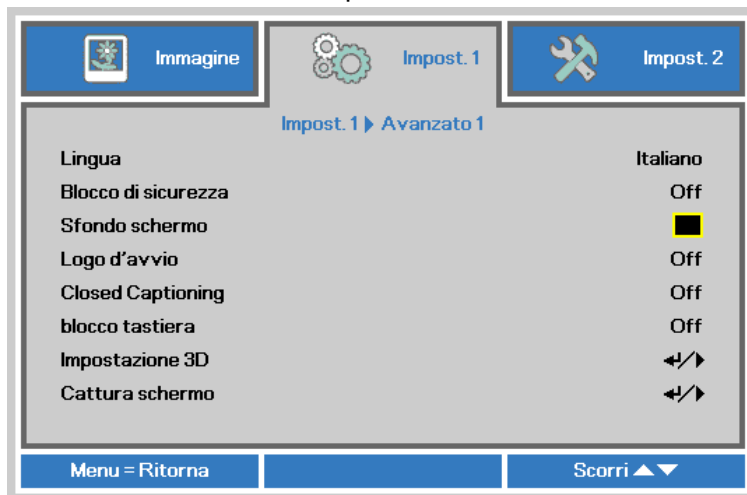 Immagine
Impost. 1
Impost. 2
Impost. 1 Avanzato 1
Lingua Italiano
Blocco di sicurezza Off
Sfondo schermo
Logo d'avvio Off
Closed Captioning Off
blocco tastiera Off
Impostazione 3D ↵/▶
Cattura schermo ↵/▶
Menu = Ritorna
Scorri ▲▼